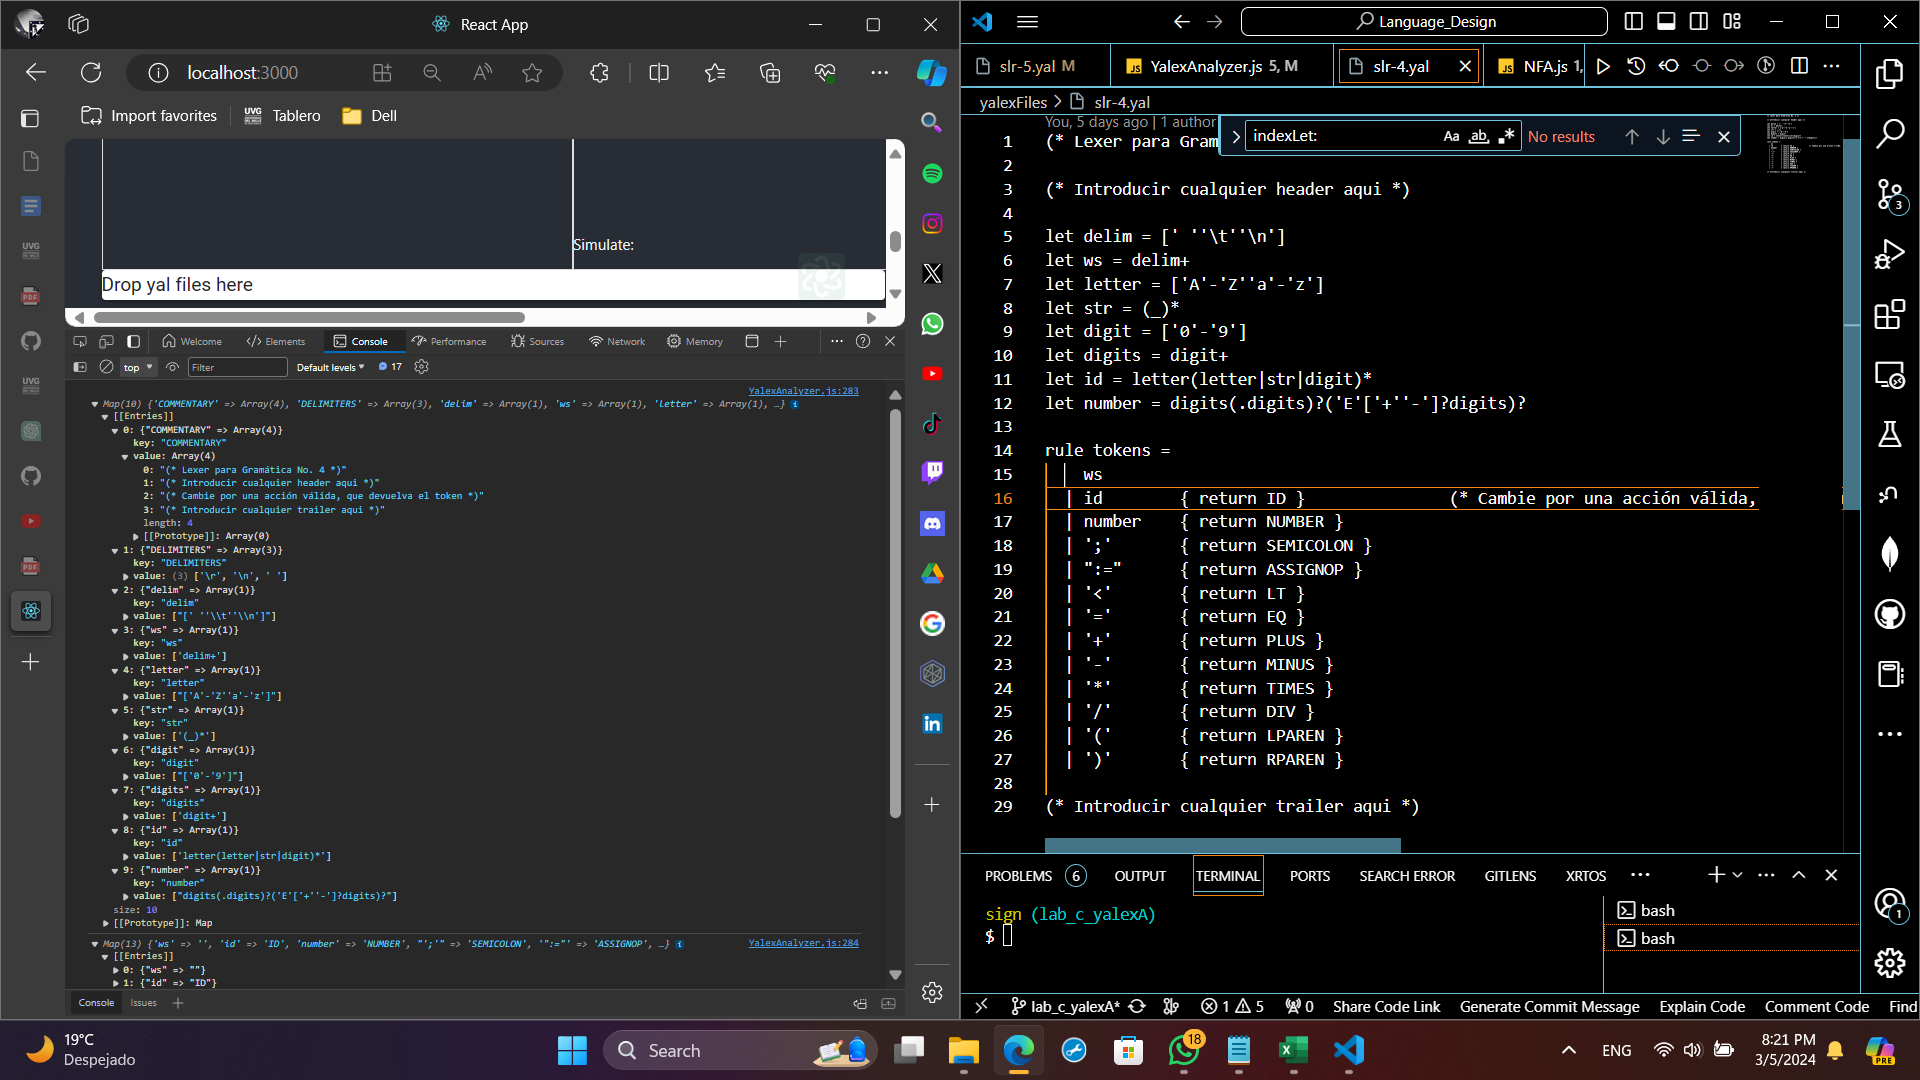 React App
localhost:3000
Import favorites
UVG
Tablero
Dell
Simulate:
Drop yal files here
Welcome
Elements
Console
Performance
Sources
Network
Memory
top
Filter
Default levels
17
YalexAnalyzer.js:283
Map(10) {'COMMENTARY' => Array(4), 'DELIMITERS' => Array(3), 'delim' => Array(1), 'ws' => Array(1), 'letter' => Array(1), …}
[[Entries]]
0: {"COMMENTARY" => Array(4)}
key: "COMMENTARY"
value: Array(4)
0: "(* Lexer para Gramática No. 4 *)"
1: "(* Introducir cualquier header aqui *)"
2: "(* Cambie por una acción válida, que devuelva el token *)"
3: "(* Introducir cualquier trailer aqui *)"
length: 4
[[Prototype]]: Array(0)
1: {"DELIMITERS" => Array(3)}
key: "DELIMITERS"
value: (3) ['\r', '\n', ' ']
2: {"delim" => Array(1)}
key: "delim"
value: ["[' ''\\t''\\n']"]
3: {"ws" => Array(1)}
key: "ws"
value: ['delim+']
4: {"letter" => Array(1)}
key: "letter"
value: ["['A'-'Z''a'-'z']"]
5: {"str" => Array(1)}
key: "str"
value: ['(_)*']
6: {"digit" => Array(1)}
key: "digit"
value: ["['0'-'9']"]
7: {"digits" => Array(1)}
key: "digits"
value: ['digit+']
8: {"id" => Array(1)}
key: "id"
value: ['letter(letter|str|digit)*']
9: {"number" => Array(1)}
key: "number"
value: ["digits(.digits)?('E'['+''-']?digits)?"]
size: 10
[[Prototype]]: Map
YalexAnalyzer.js:284
Map(13) {'ws' => '', 'id' => 'ID', 'number' => 'NUMBER', "';'" => 'SEMICOLON', '":="' => 'ASSIGNOP', …}
[[Entries]]
0: {"ws" => ""}
1: {"id" => "ID"}
Console
Issues
Language_Design
slr-5.yal M
YalexAnalyzer.js 5, M
slr-4.yal
NFA.js 1,
yalexFiles > slr-4.yal
You, 5 days ago | 1 author
indexLet:
Aa
ab
No results
1 (* Lexer para Gram
2
3 (* Introducir cualquier header aqui *)
4
5 let delim = [' ''\t''\n']
6 let ws = delim+
7 let letter = ['A'-'Z''a'-'z']
8 let str = (_)*
9 let digit = ['0'-'9']
10 let digits = digit+
11 let id = letter(letter|str|digit)*
12 let number = digits(.digits)?('E'['+''-']?digits)?
13
14 rule tokens =
15 ws
16 | id { return ID } (* Cambie por una acción válida,
17 | number { return NUMBER }
18 | ';' { return SEMICOLON }
19 | ":=" { return ASSIGNOP }
20 | '<' { return LT }
21 | '=' { return EQ }
22 | '+' { return PLUS }
23 | '-' { return MINUS }
24 | '*' { return TIMES }
25 | '/' { return DIV }
26 | '(' { return LPAREN }
27 | ')' { return RPAREN }
28
29 (* Introducir cualquier trailer aqui *)
PROBLEMS 6
OUTPUT
TERMINAL
PORTS
SEARCH ERROR
GITLENS
XRTOS
sign (lab_c_yalexA)
$
bash
bash
lab_c_yalexA*
1 5
0
Share Code Link
Generate Commit Message
Explain Code
Comment Code
Find
3
1
19°C
Despejado
Search
18
ENG
8:21 PM
3/5/2024
PRE